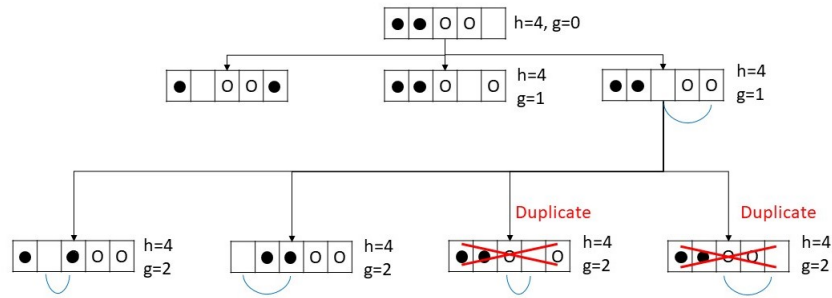 ● ● O O h=4, g=0
● O O ●
● ● O O h=4
g=1
● ● O O h=4
g=1
Duplicate
Duplicate
● ● O O h=4
g=2
● ● O O h=4
g=2
● ● O O h=4
g=2
● ● O O h=4
g=2